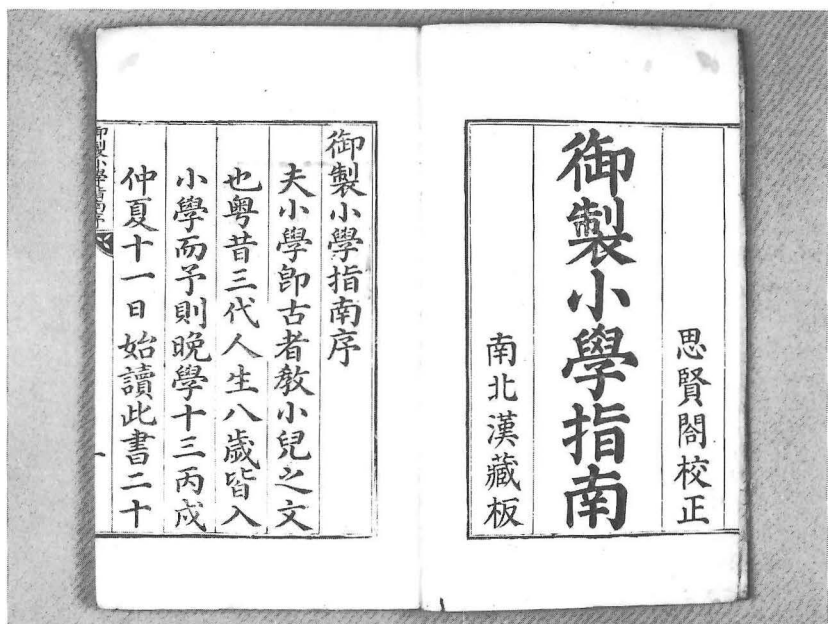 思賢閤校正
御製小學指南
南北漢藏板
御製小學指南序
夫小學卽古者敎小兒之文
也粤昔三代人生八歲皆入
小學而予則晩學十三丙戌
仲夏十一日始讀此書二十
御製小學指南序
一